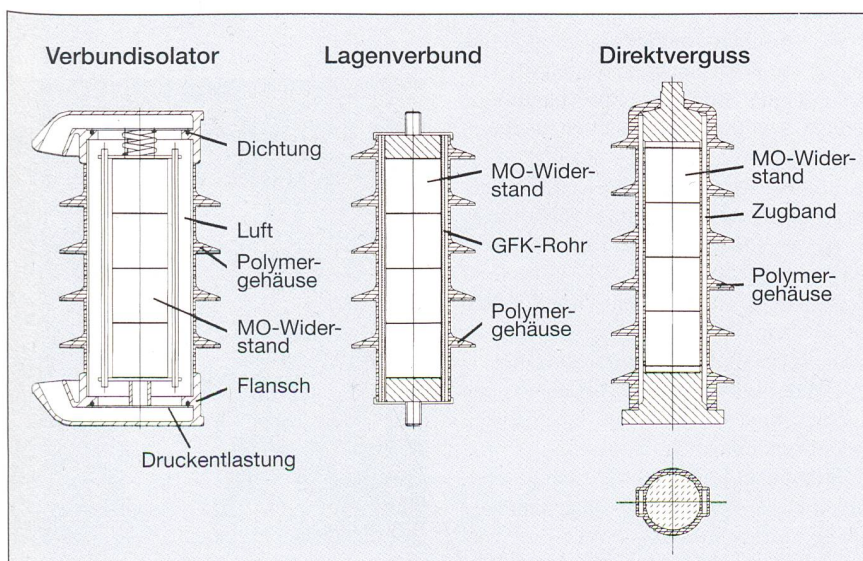 Verbundisolator
Dichtung
Luft
Polymer-
gehäuse
MO-Wider-
stand
Flansch
Druckentlastung
Lagenverbund
MO-Wider-
stand
GFK-Rohr
Polymer-
gehäuse
Direktverguss
MO-Wider-
stand
Zugband
Polymer-
gehäuse